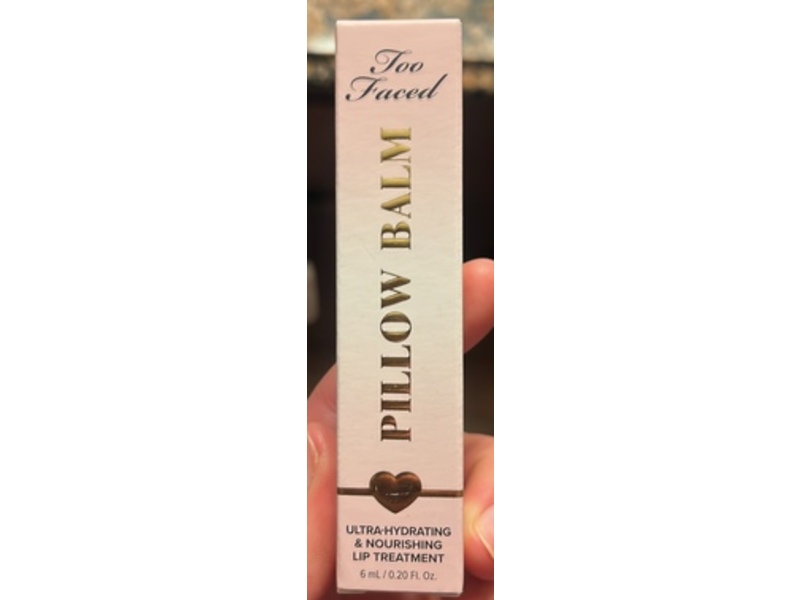 Too
Faced
PILLOW BALM
ULTRA-HYDRATING
& NOURISHING
LIP TREATMENT
6 mL / 0.20 Fl. Oz.